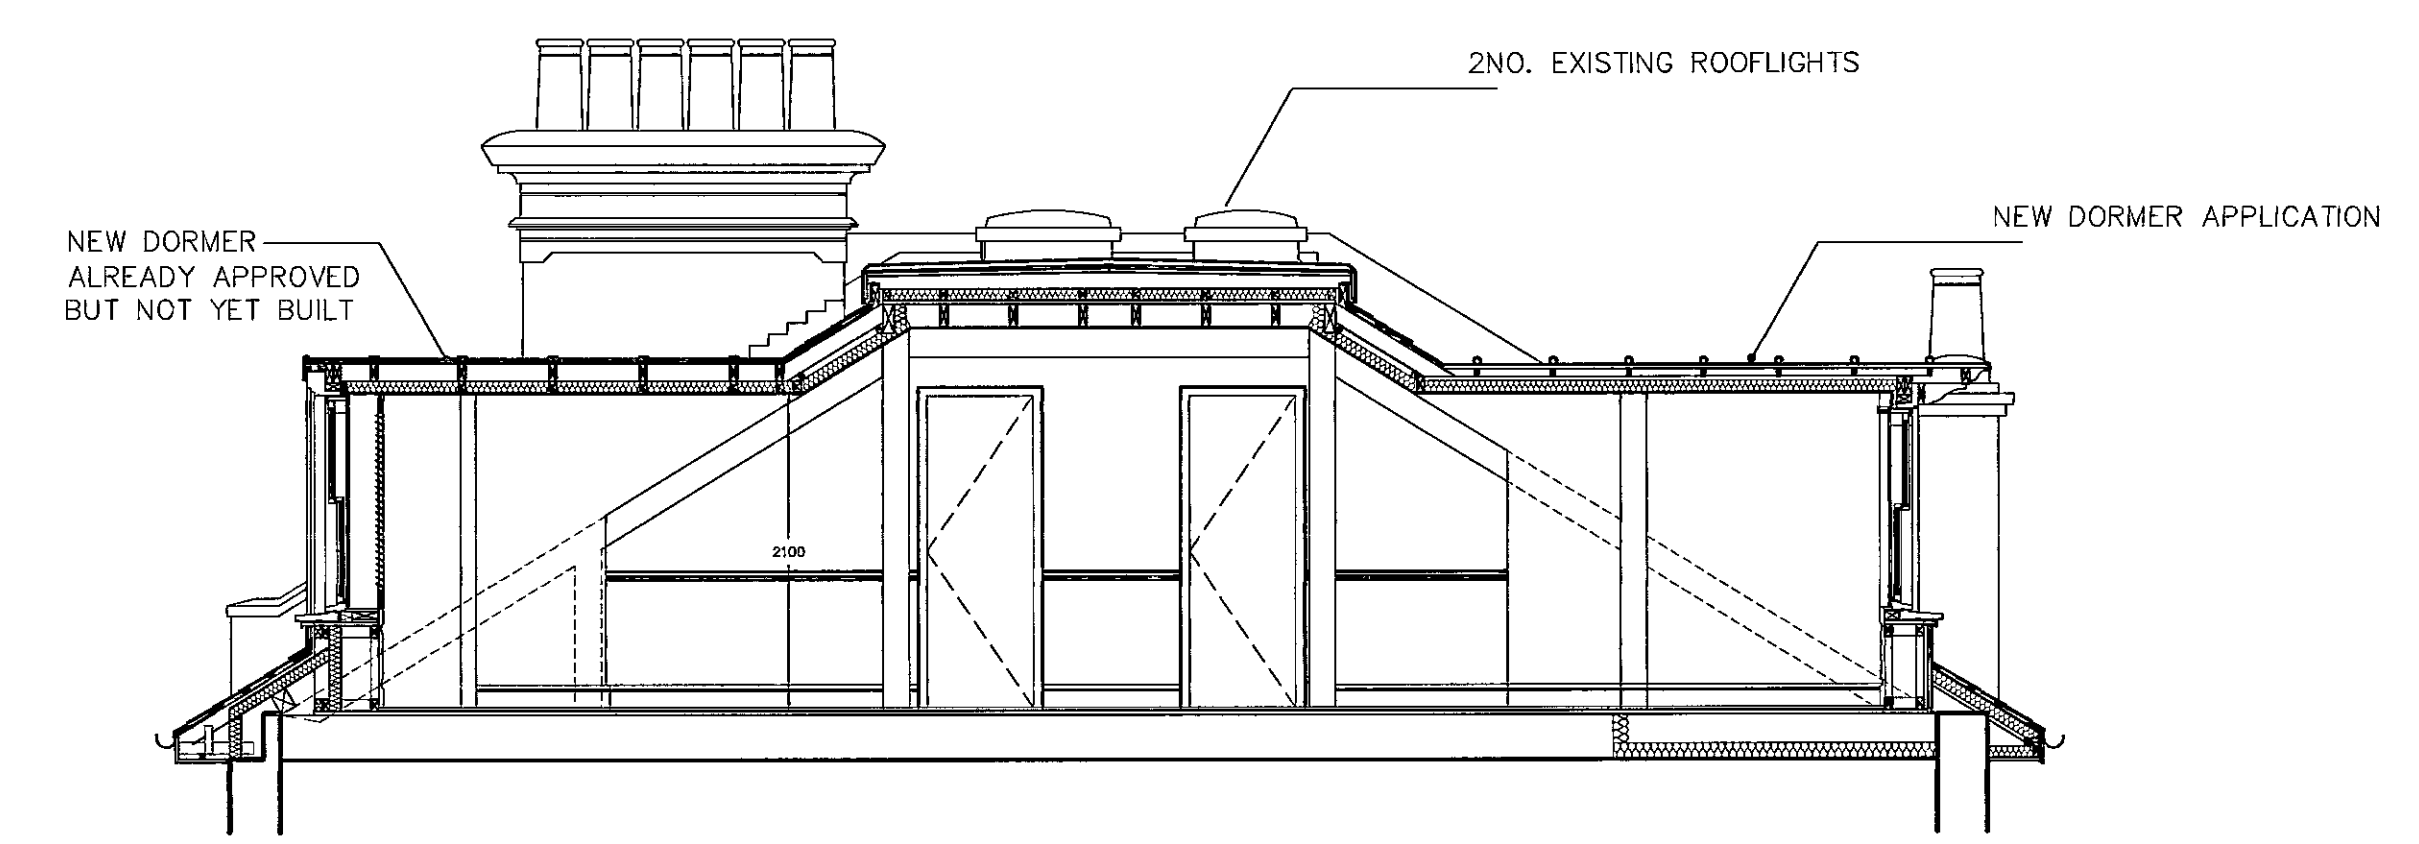 2NO. EXISTING ROOFLIGHTS
NEW DORMER APPLICATION
NEW DORMER
ALREADY APPROVED
BUT NOT YET BUILT
2100